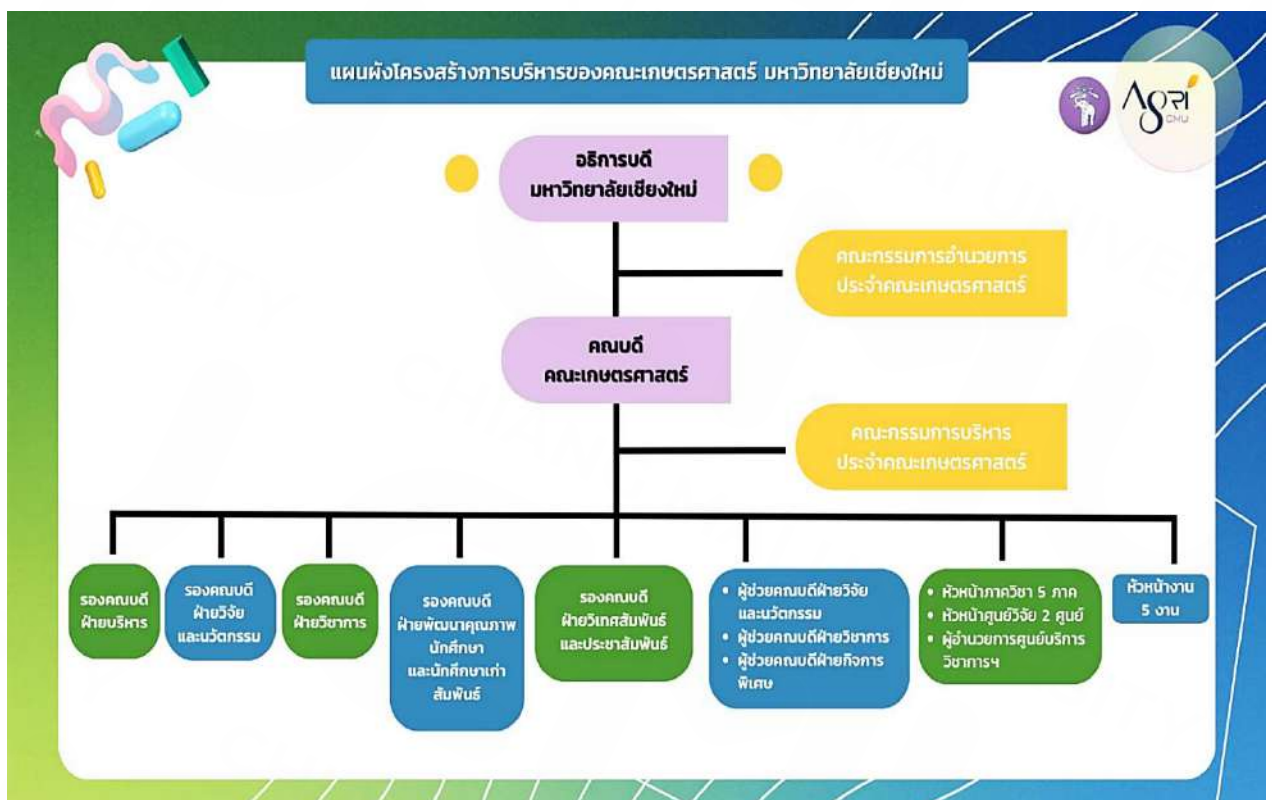 แผนผังโครงสร้างการบริหารของคณะเกษตรศาสตร์ มหาวิทยาลัยเชียงใหม่
AgRi
CMU
อธิการบดี
มหาวิทยาลัยเชียงใหม่
คณะกรรมการอำนวยการ
ประจำคณะเกษตรศาสตร์
คณบดี
คณะเกษตรศาสตร์
คณะกรรมการบริหาร
ประจำคณะเกษตรศาสตร์
รองคณบดี
ฝ่ายบริหาร
รองคณบดี
ฝ่ายวิจัย
และนวัตกรรม
รองคณบดี
ฝ่ายวิชาการ
รองคณบดี
ฝ่ายพัฒนาคุณภาพ
นักศึกษา
และนักศึกษาเก่า
สัมพันธ์
รองคณบดี
ฝ่ายวิเทศสัมพันธ์
และประชาสัมพันธ์
• ผู้ช่วยคณบดีฝ่ายวิจัย
และนวัตกรรม
• ผู้ช่วยคณบดีฝ่ายวิชาการ
• ผู้ช่วยคณบดีฝ่ายกิจการ
พิเศษ
• หัวหน้าภาควิชา 5 ภาค
• หัวหน้าศูนย์วิจัย 2 ศูนย์
• ผู้อำนวยการศูนย์บริการ
วิชาการฯ
หัวหน้างาน
5 งาน